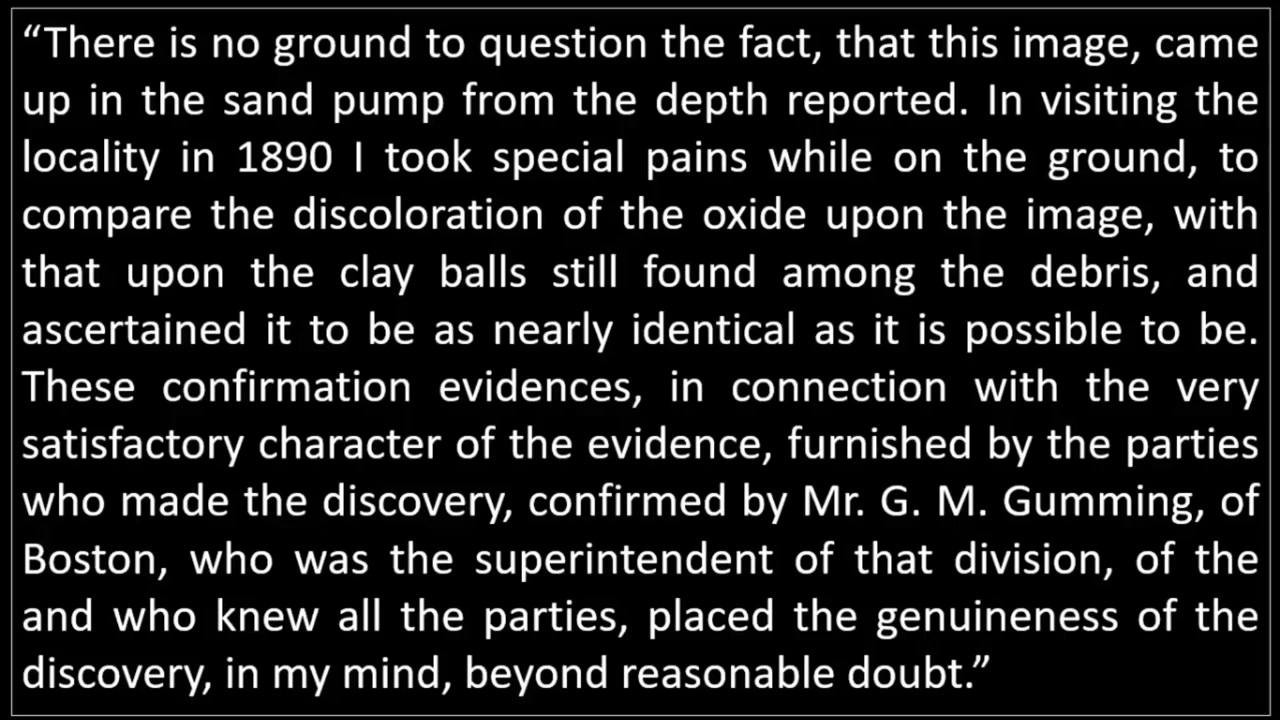 “There is no ground to question the fact, that this image, came
up in the sand pump from the depth reported. In visiting the
locality in 1890 I took special pains while on the ground, to
compare the discoloration of the oxide upon the image, with
that upon the clay balls still found among the debris, and
ascertained it to be as nearly identical as it is possible to be.
These confirmation evidences, in connection with the very
satisfactory character of the evidence, furnished by the parties
who made the discovery, confirmed by Mr. G. M. Gumming, of
Boston, who was the superintendent of that division, of the
and who knew all the parties, placed the genuineness of the
discovery, in my mind, beyond reasonable doubt.”